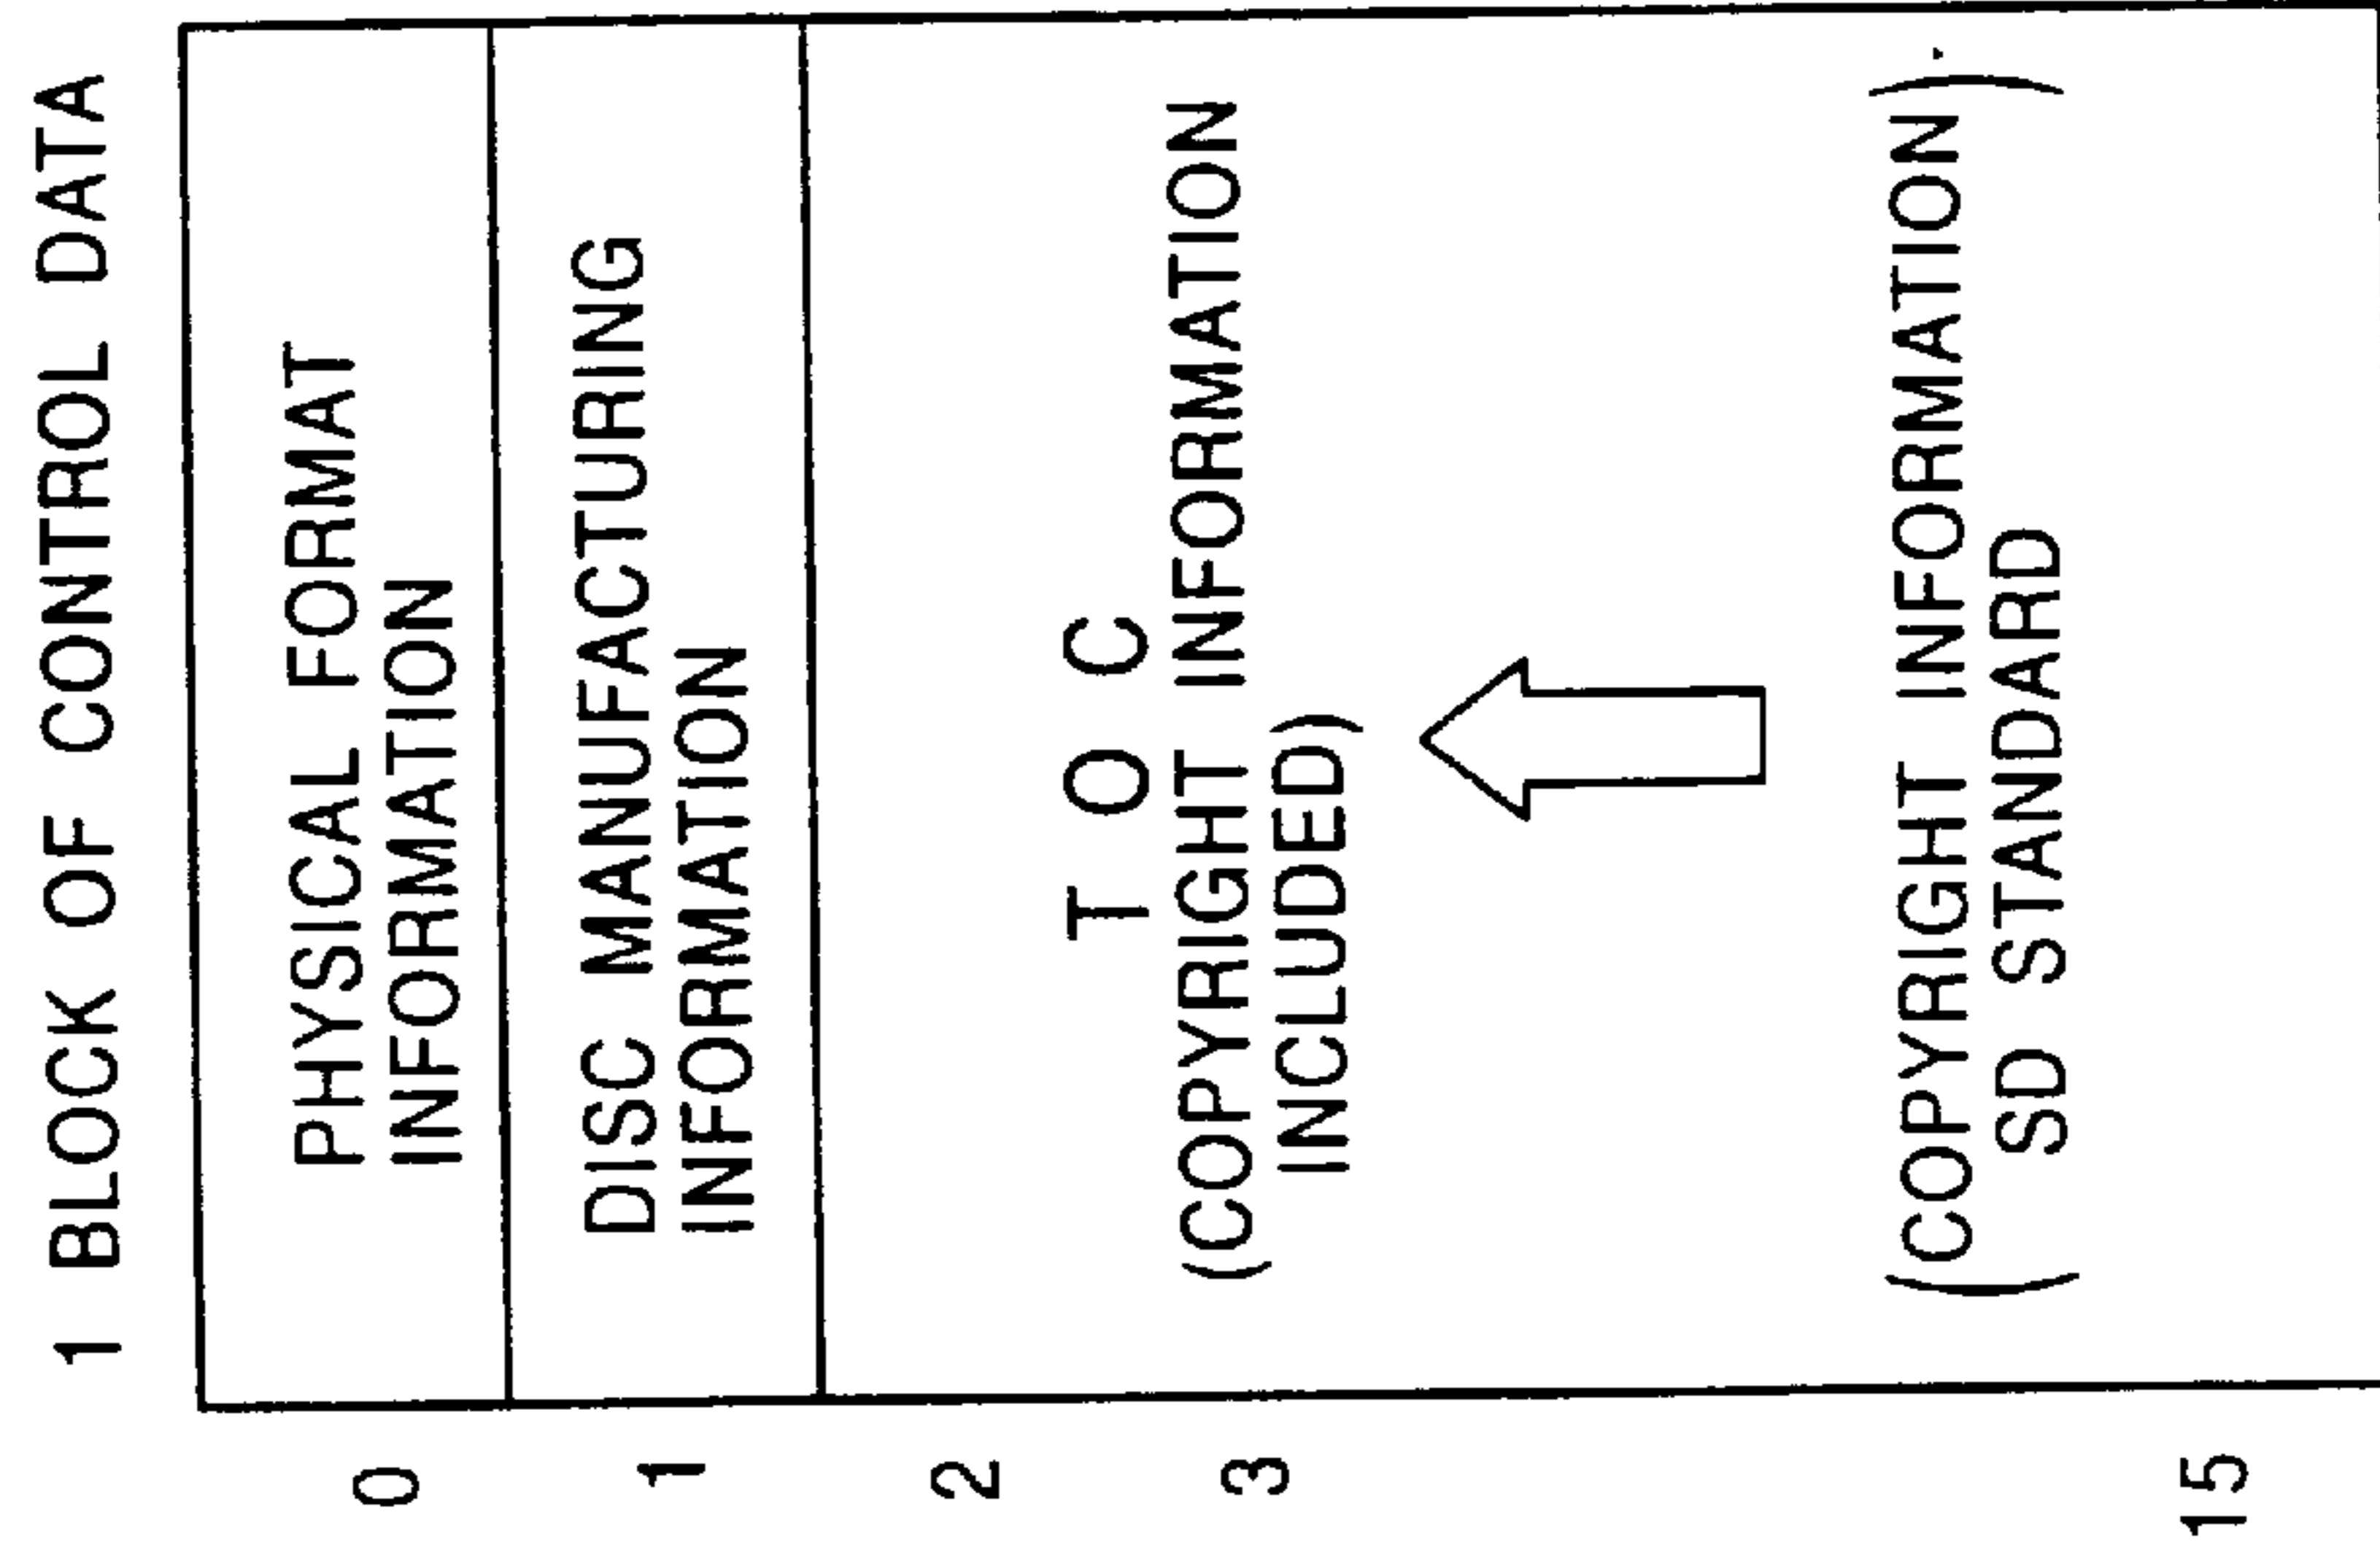 1 BLOCK OF CONTROL DATA
0
PHYSICAL FORMAT
INFORMATION
1
DISC MANUFACTURING
INFORMATION
2
T O C
3
(COPYRIGHT INFORMATION
INCLUDED)
(COPYRIGHT INFORMATION)
SD STANDARD
15